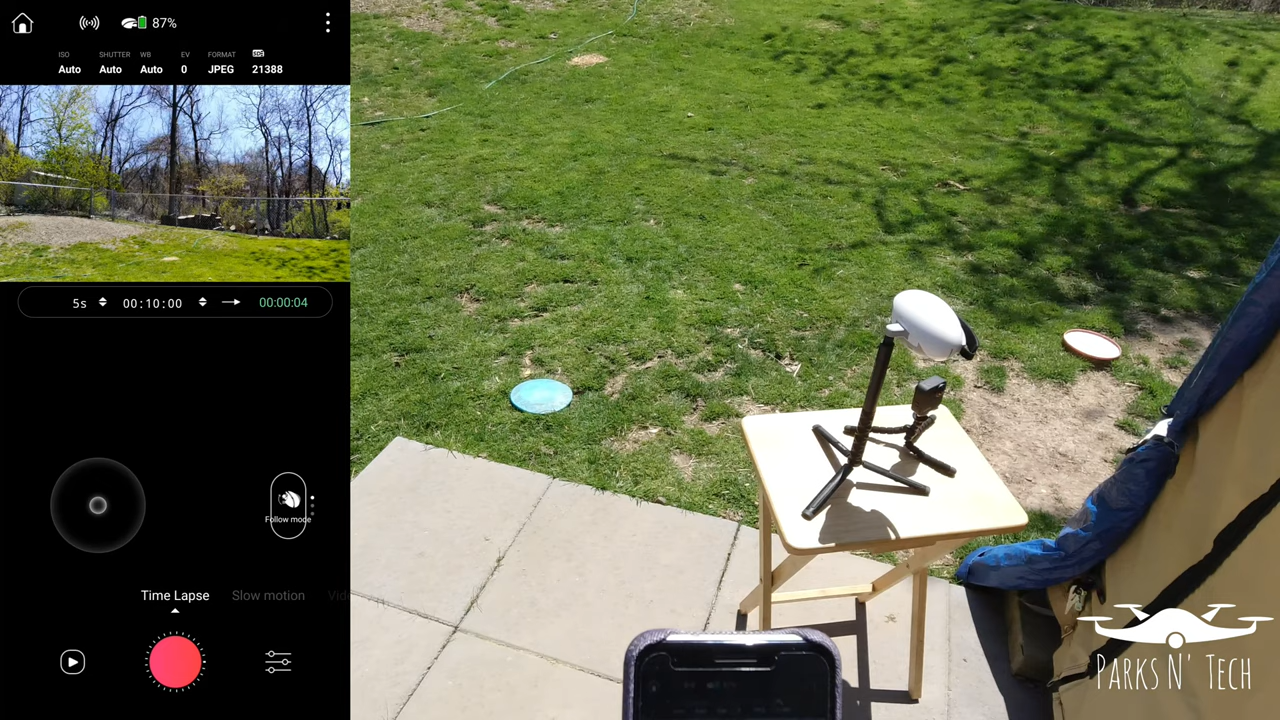 87%
ISO SHUTTER WB EV FORMAT
Auto Auto Auto 0 JPEG 21388
5s 00:10:00 00:00:04
Follow mode
Time Lapse Slow motion
PARKS N' TECH